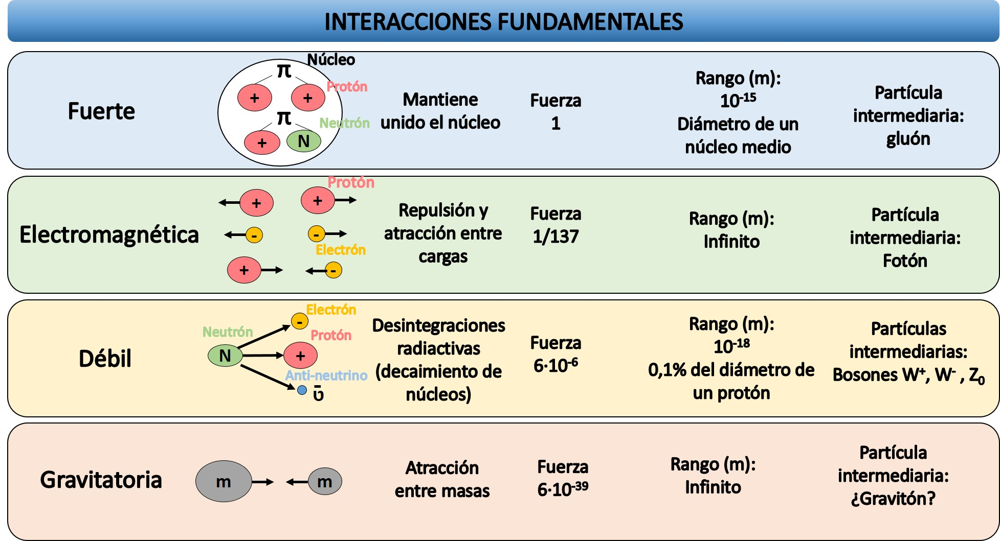 INTERACCIONES FUNDAMENTALES
Fuerte
Núcleo
π
Protón
+
+
π
Neutrón
+
N
Mantiene
unido el núcleo
Fuerza
1
Rango (m):
10⁻¹⁵
Diámetro de un
núcleo medio
Partícula
intermediaria:
gluón
Electromagnética
Protón
+
+
-
-
Electrón
+
-
Repulsión y
atracción entre
cargas
Fuerza
1/137
Rango (m):
Infinito
Partícula
intermediaria:
Fotón
Débil
Electrón
-
Neutrón
Protón
N
+
Anti-neutrino
ʋ̄
Desintegraciones
radiactivas
(decaimiento de
núcleos)
Fuerza
6·10⁻⁶
Rango (m):
10⁻¹⁸
0,1% del diámetro de
un protón
Partículas
intermediarias:
Bosones W⁺, W⁻ , Z₀
Gravitatoria
m
m
Atracción
entre masas
Fuerza
6·10⁻³⁹
Rango (m):
Infinito
Partícula
intermediaria:
¿Gravitón?